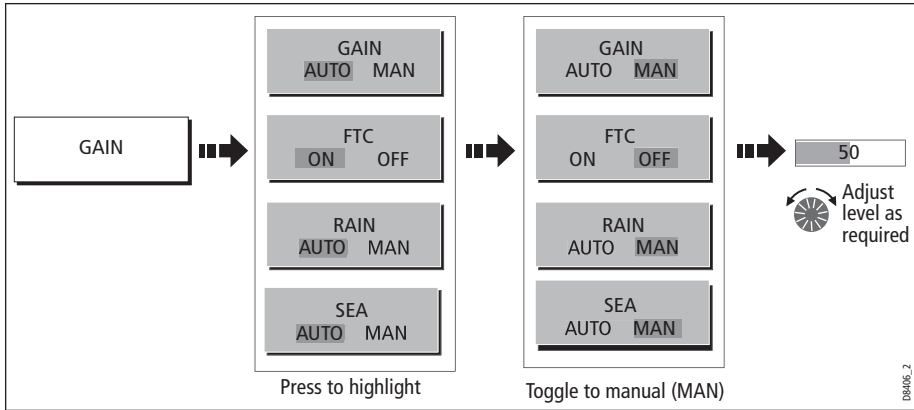 GAIN
GAIN
AUTO MAN
FTC
ON OFF
RAIN
AUTO MAN
SEA
AUTO MAN
Press to highlight
GAIN
AUTO MAN
FTC
ON OFF
RAIN
AUTO MAN
SEA
AUTO MAN
Toggle to manual (MAN)
50
Adjust
level as
required
D8406_2